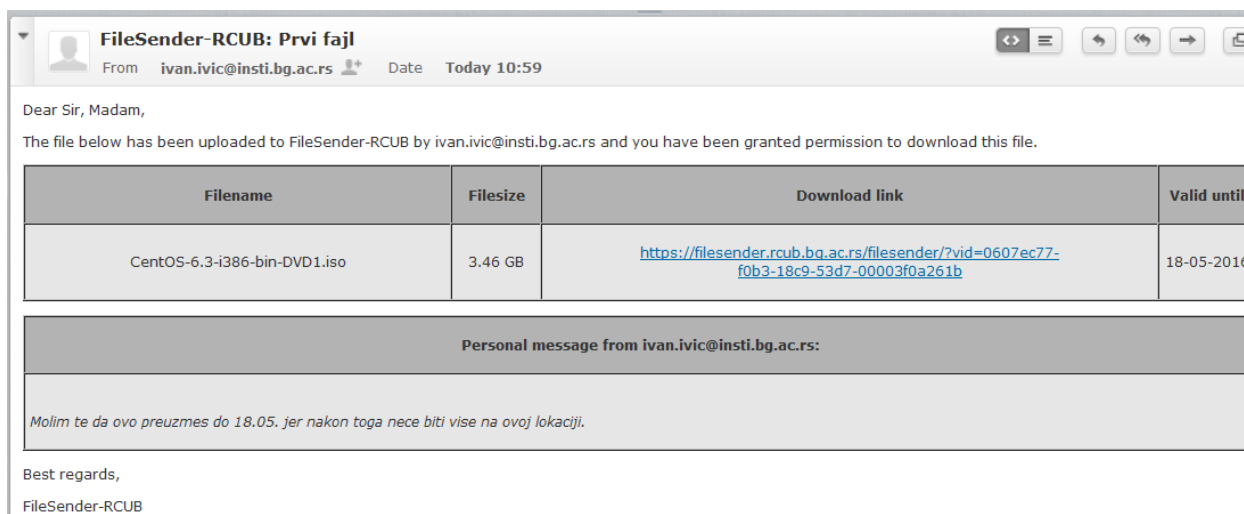 FileSender-RCUB: Prvi fajl
From ivan.ivic@insti.bg.ac.rs Date Today 10:59
Dear Sir, Madam,
The file below has been uploaded to FileSender-RCUB by ivan.ivic@insti.bg.ac.rs and you have been granted permission to download this file.
Filename Filesize Download link Valid until
CentOS-6.3-i386-bin-DVD1.iso 3.46 GB https://filesender.rcub.bg.ac.rs/filesender/?vid=0607ec77-
f0b3-18c9-53d7-00003f0a261b 18-05-2016
Personal message from ivan.ivic@insti.bg.ac.rs:
Molim te da ovo preuzmes do 18.05. jer nakon toga nece biti vise na ovoj lokaciji.
Best regards,
FileSender-RCUB